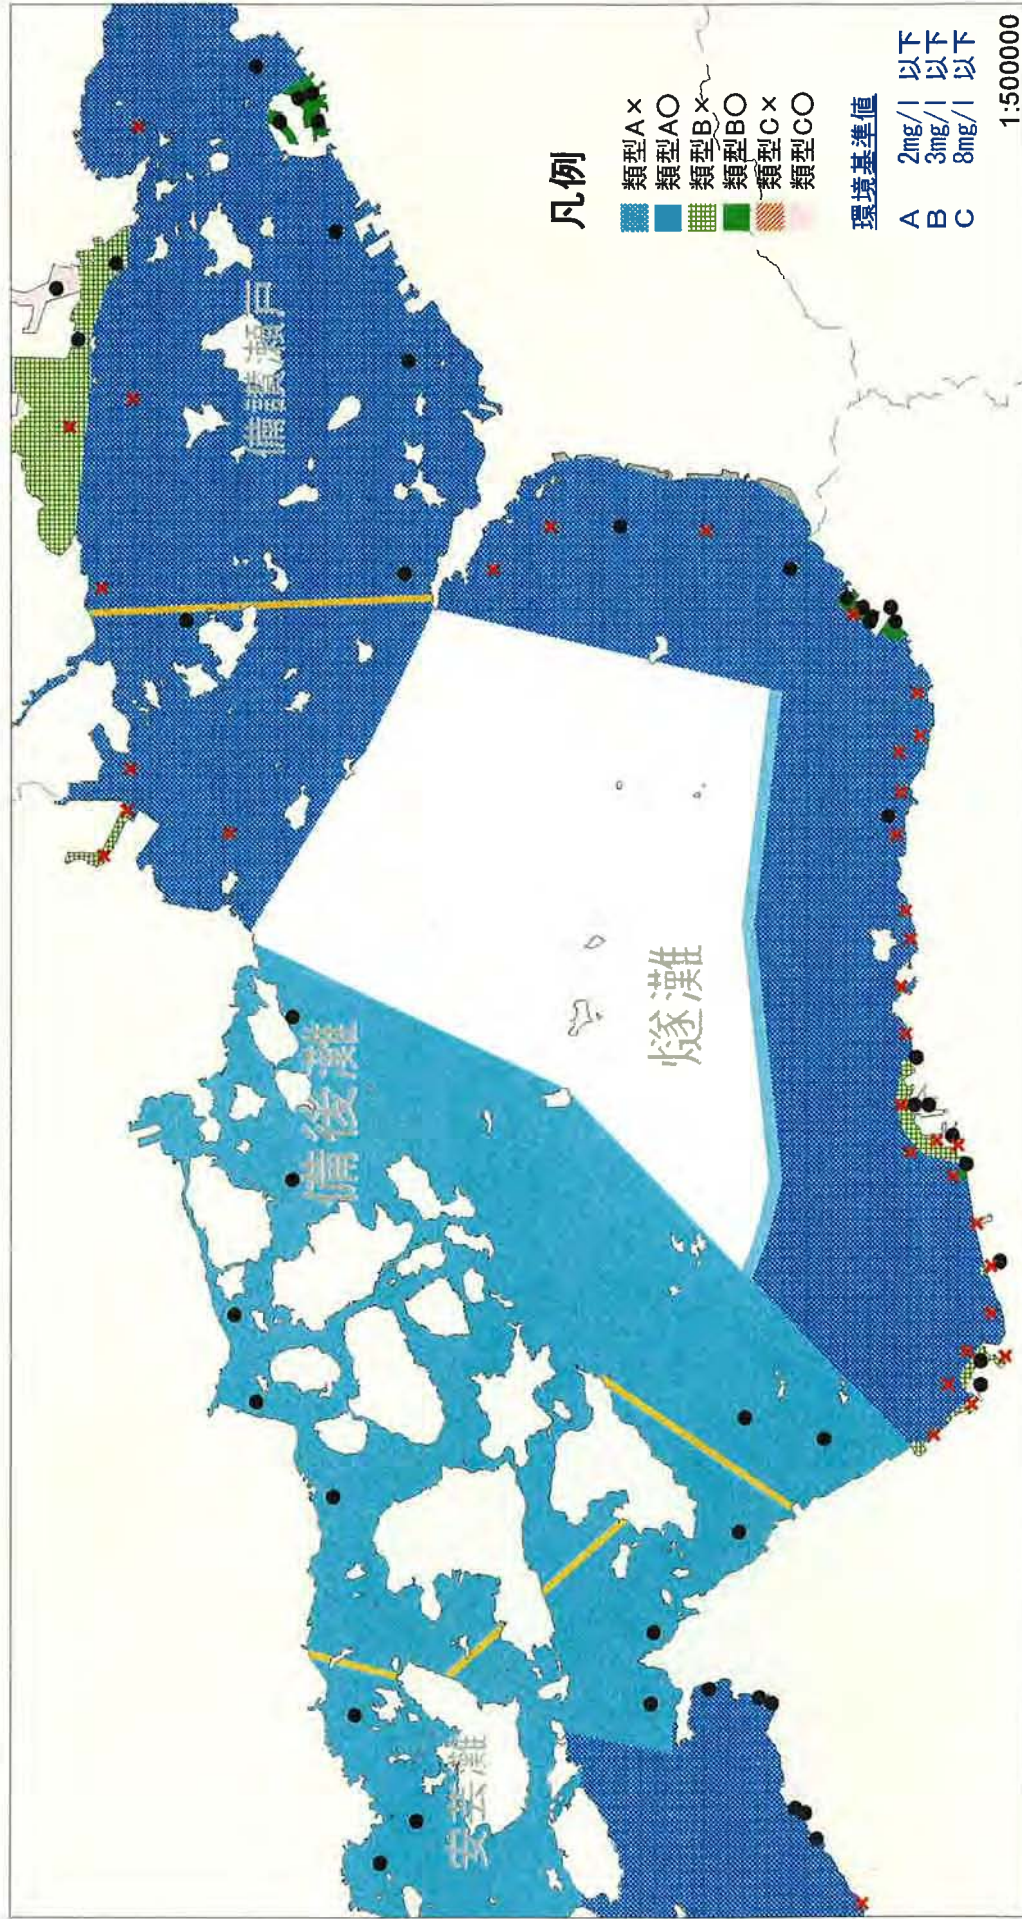 備讃瀬戸
備後灘
安芸灘
燧灘
凡例
類型A×
類型A○
類型B×
類型B○
類型C×
類型C○
環境基準値
A 2mg/l 以下
B 3mg/l 以下
C 8mg/l 以下
1:500000